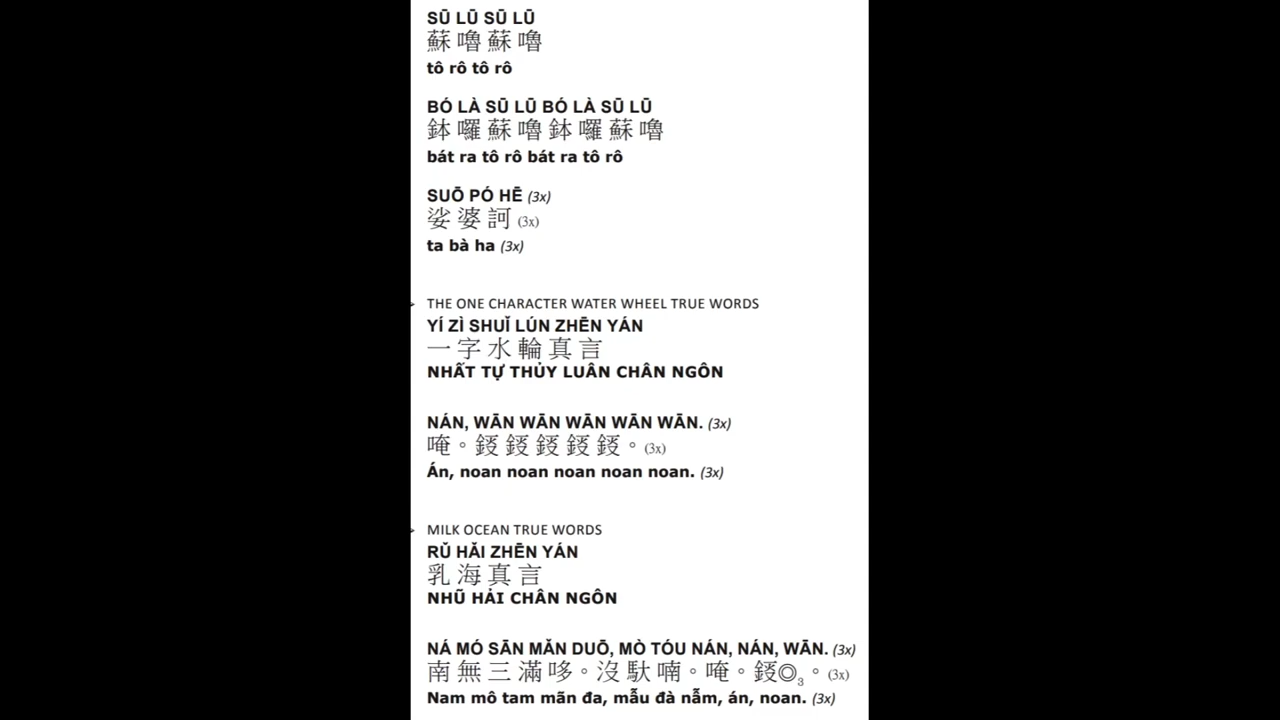 SŪ LŪ SŪ LŪ
蘇 嚕 蘇 嚕
tô rô tô rô
BÓ LÀ SŪ LŪ BÓ LÀ SŪ LŪ
鉢 囉 蘇 嚕 鉢 囉 蘇 嚕
bát ra tô rô bát ra tô rô
SUŌ PÓ HĒ (3x)
娑 婆 訶 (3x)
ta bà ha (3x)
THE ONE CHARACTER WATER WHEEL TRUE WORDS
YÍ ZÌ SHUǏ LÚN ZHĒN YÁN
一 字 水 輪 真 言
NHẤT TỰ THỦY LUÂN CHÂN NGÔN
NÁN, WĀN WĀN WĀN WĀN WĀN. (3x)
唵。鋄 鋄 鋄 鋄 鋄。(3x)
Án, noan noan noan noan noan. (3x)
MILK OCEAN TRUE WORDS
RǓ HǍI ZHĒN YÁN
乳 海 真 言
NHŨ HẢI CHÂN NGÔN
NÁ MÓ SĀN MǍN DUŌ, MÒ TÓU NÁN, NÁN, WĀN. (3x)
南 無 三 滿 哆。沒 馱 喃。唵。鋄◎3。(3x)
Nam mô tam mãn đa, mẫu đà nẫm, án, noan. (3x)